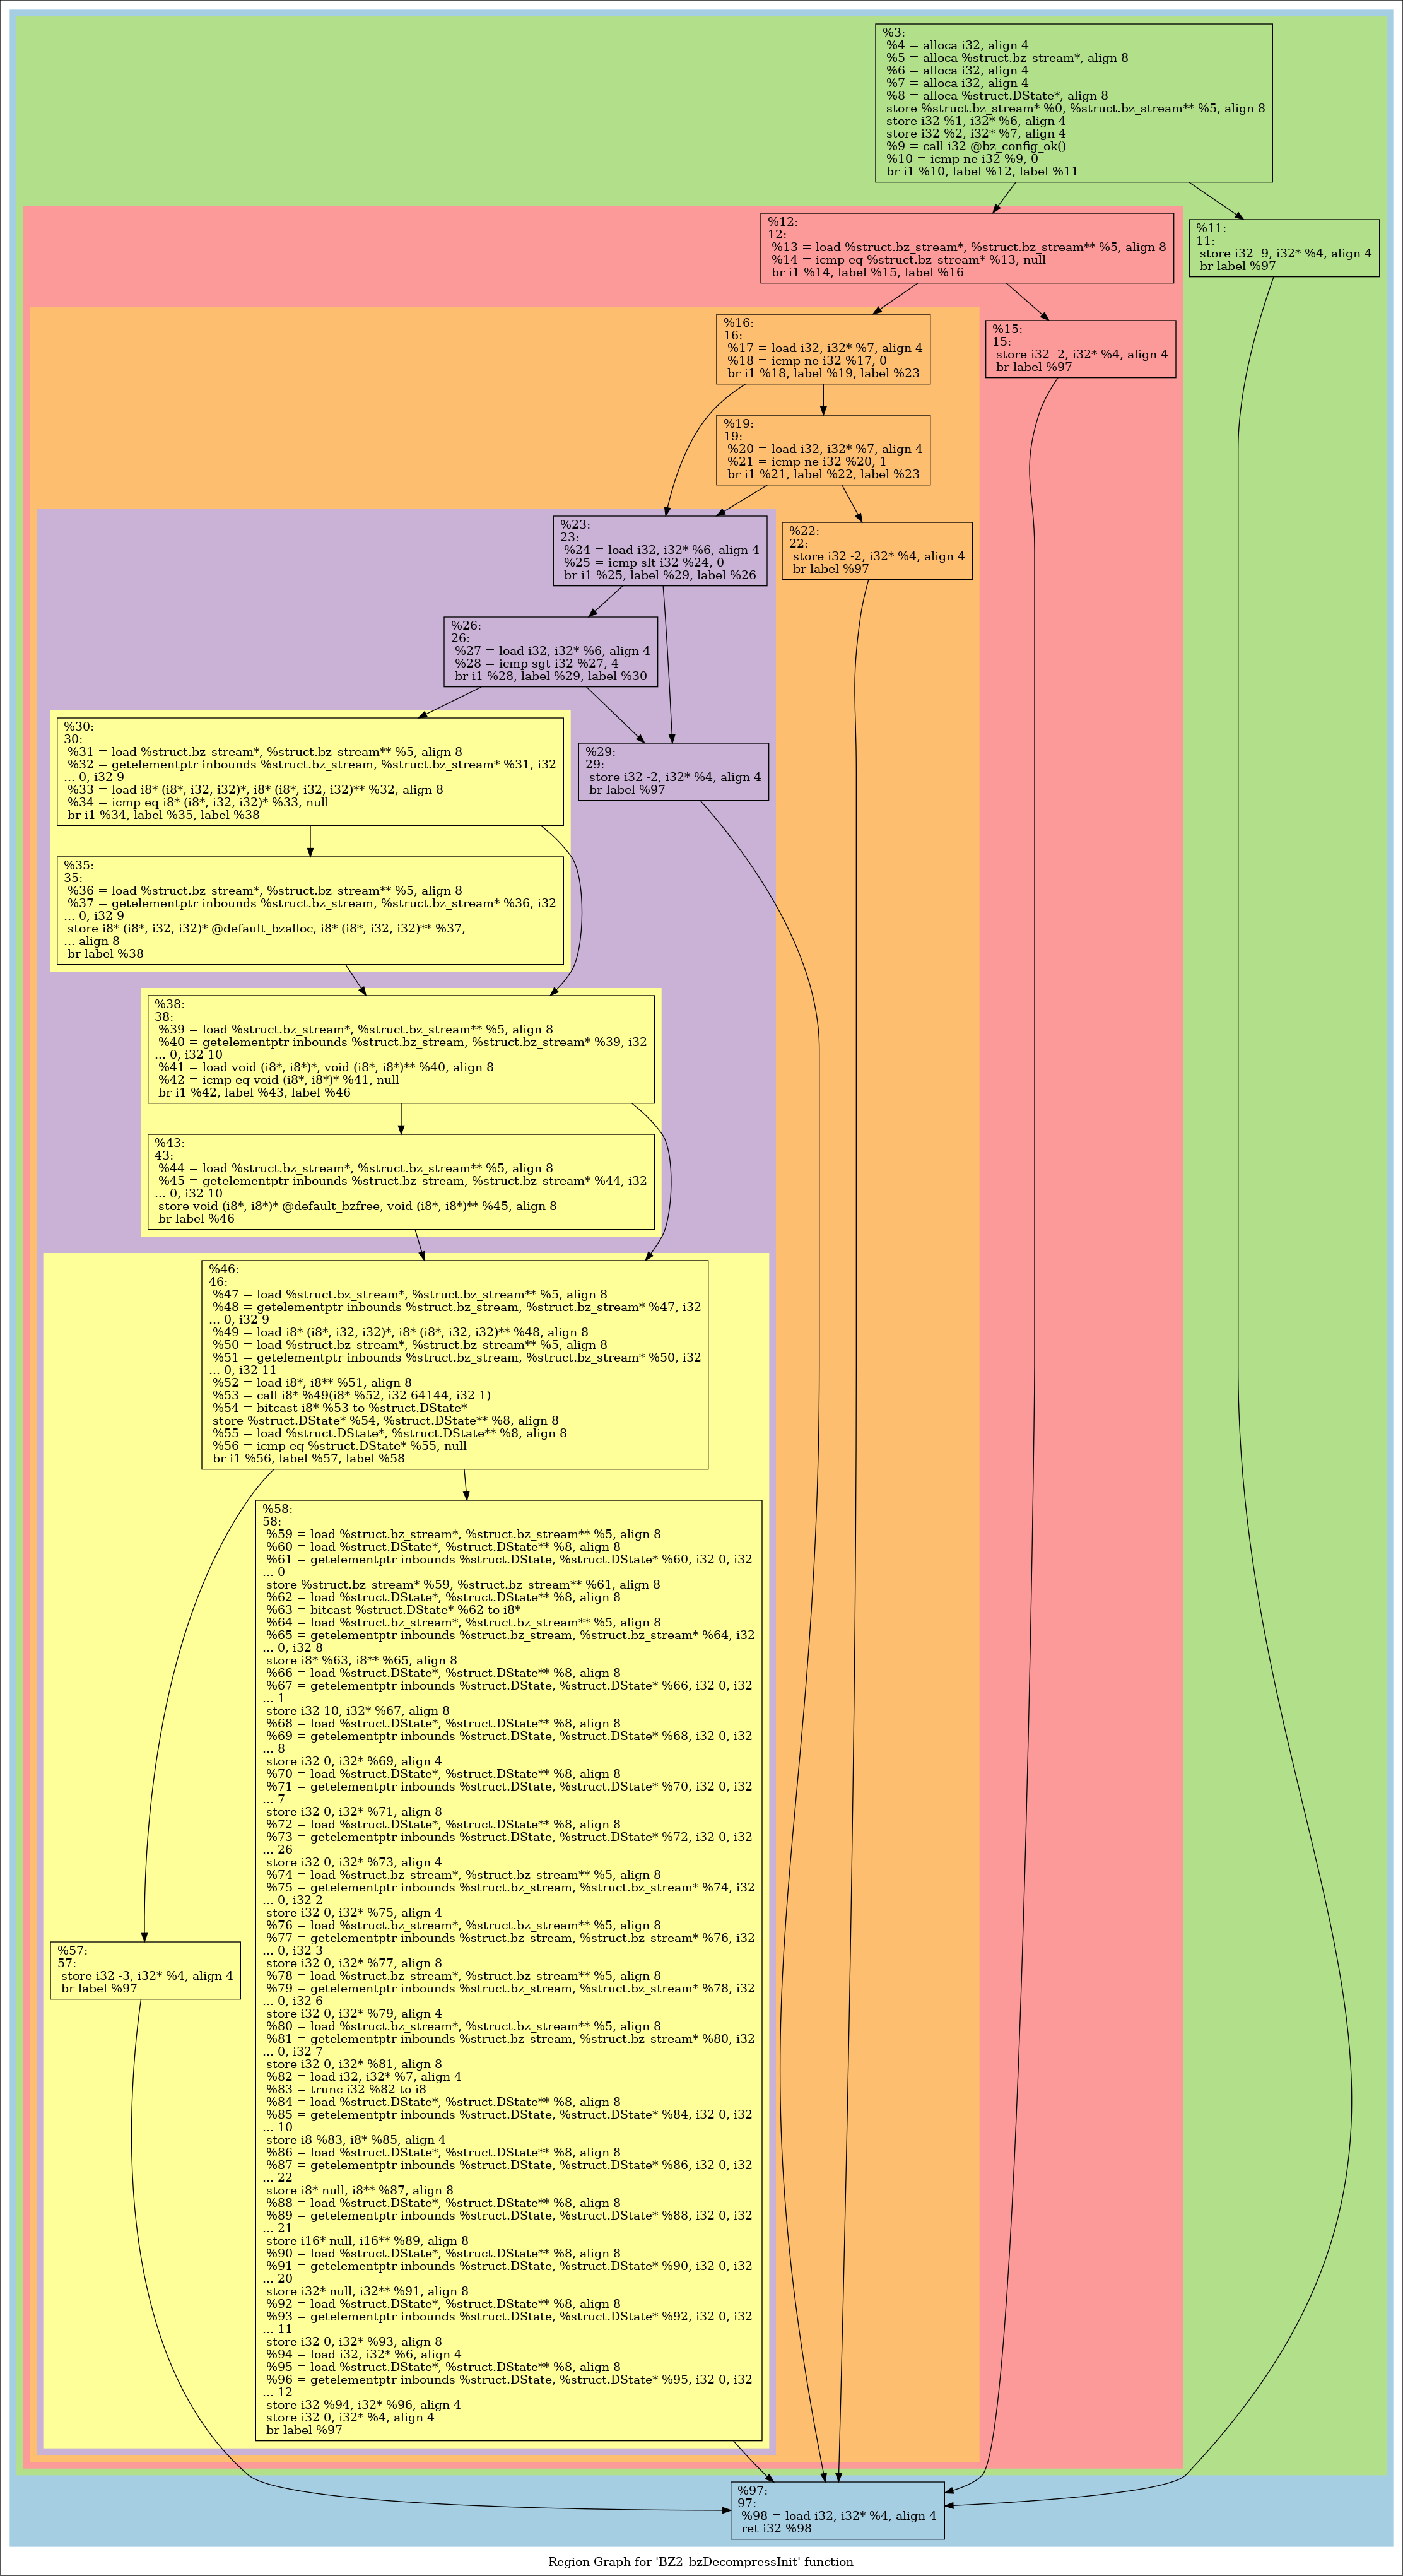 %3:
%4 = alloca i32, align 4
%5 = alloca %struct.bz_stream*, align 8
%6 = alloca i32, align 4
%7 = alloca i32, align 4
%8 = alloca %struct.DState*, align 8
store %struct.bz_stream* %0, %struct.bz_stream** %5, align 8
store i32 %1, i32* %6, align 4
store i32 %2, i32* %7, align 4
%9 = call i32 @bz_config_ok()
%10 = icmp ne i32 %9, 0
br i1 %10, label %12, label %11
%12:
12:
%13 = load %struct.bz_stream*, %struct.bz_stream** %5, align 8
%14 = icmp eq %struct.bz_stream* %13, null
br i1 %14, label %15, label %16
%11:
11:
store i32 -9, i32* %4, align 4
br label %97
%16:
16:
%17 = load i32, i32* %7, align 4
%18 = icmp ne i32 %17, 0
br i1 %18, label %19, label %23
%15:
15:
store i32 -2, i32* %4, align 4
br label %97
%19:
19:
%20 = load i32, i32* %7, align 4
%21 = icmp ne i32 %20, 1
br i1 %21, label %22, label %23
%23:
23:
%24 = load i32, i32* %6, align 4
%25 = icmp slt i32 %24, 0
br i1 %25, label %29, label %26
%22:
22:
store i32 -2, i32* %4, align 4
br label %97
%26:
26:
%27 = load i32, i32* %6, align 4
%28 = icmp sgt i32 %27, 4
br i1 %28, label %29, label %30
%30:
30:
%31 = load %struct.bz_stream*, %struct.bz_stream** %5, align 8
%32 = getelementptr inbounds %struct.bz_stream, %struct.bz_stream* %31, i32
... 0, i32 9
%33 = load i8* (i8*, i32, i32)*, i8* (i8*, i32, i32)** %32, align 8
%34 = icmp eq i8* (i8*, i32, i32)* %33, null
br i1 %34, label %35, label %38
%29:
29:
store i32 -2, i32* %4, align 4
br label %97
%35:
35:
%36 = load %struct.bz_stream*, %struct.bz_stream** %5, align 8
%37 = getelementptr inbounds %struct.bz_stream, %struct.bz_stream* %36, i32
... 0, i32 9
store i8* (i8*, i32, i32)* @default_bzalloc, i8* (i8*, i32, i32)** %37,
... align 8
br label %38
%38:
38:
%39 = load %struct.bz_stream*, %struct.bz_stream** %5, align 8
%40 = getelementptr inbounds %struct.bz_stream, %struct.bz_stream* %39, i32
... 0, i32 10
%41 = load void (i8*, i8*)*, void (i8*, i8*)** %40, align 8
%42 = icmp eq void (i8*, i8*)* %41, null
br i1 %42, label %43, label %46
%43:
43:
%44 = load %struct.bz_stream*, %struct.bz_stream** %5, align 8
%45 = getelementptr inbounds %struct.bz_stream, %struct.bz_stream* %44, i32
... 0, i32 10
store void (i8*, i8*)* @default_bzfree, void (i8*, i8*)** %45, align 8
br label %46
%46:
46:
%47 = load %struct.bz_stream*, %struct.bz_stream** %5, align 8
%48 = getelementptr inbounds %struct.bz_stream, %struct.bz_stream* %47, i32
... 0, i32 9
%49 = load i8* (i8*, i32, i32)*, i8* (i8*, i32, i32)** %48, align 8
%50 = load %struct.bz_stream*, %struct.bz_stream** %5, align 8
%51 = getelementptr inbounds %struct.bz_stream, %struct.bz_stream* %50, i32
... 0, i32 11
%52 = load i8*, i8** %51, align 8
%53 = call i8* %49(i8* %52, i32 64144, i32 1)
%54 = bitcast i8* %53 to %struct.DState*
store %struct.DState* %54, %struct.DState** %8, align 8
%55 = load %struct.DState*, %struct.DState** %8, align 8
%56 = icmp eq %struct.DState* %55, null
br i1 %56, label %57, label %58
%58:
58:
%59 = load %struct.bz_stream*, %struct.bz_stream** %5, align 8
%60 = load %struct.DState*, %struct.DState** %8, align 8
%61 = getelementptr inbounds %struct.DState, %struct.DState* %60, i32 0, i32
... 0
store %struct.bz_stream* %59, %struct.bz_stream** %61, align 8
%62 = load %struct.DState*, %struct.DState** %8, align 8
%63 = bitcast %struct.DState* %62 to i8*
%64 = load %struct.bz_stream*, %struct.bz_stream** %5, align 8
%65 = getelementptr inbounds %struct.bz_stream, %struct.bz_stream* %64, i32
... 0, i32 8
store i8* %63, i8** %65, align 8
%66 = load %struct.DState*, %struct.DState** %8, align 8
%67 = getelementptr inbounds %struct.DState, %struct.DState* %66, i32 0, i32
... 1
store i32 10, i32* %67, align 8
%68 = load %struct.DState*, %struct.DState** %8, align 8
%69 = getelementptr inbounds %struct.DState, %struct.DState* %68, i32 0, i32
... 8
store i32 0, i32* %69, align 4
%70 = load %struct.DState*, %struct.DState** %8, align 8
%71 = getelementptr inbounds %struct.DState, %struct.DState* %70, i32 0, i32
... 7
store i32 0, i32* %71, align 8
%72 = load %struct.DState*, %struct.DState** %8, align 8
%73 = getelementptr inbounds %struct.DState, %struct.DState* %72, i32 0, i32
... 26
store i32 0, i32* %73, align 4
%74 = load %struct.bz_stream*, %struct.bz_stream** %5, align 8
%75 = getelementptr inbounds %struct.bz_stream, %struct.bz_stream* %74, i32
... 0, i32 2
store i32 0, i32* %75, align 4
%76 = load %struct.bz_stream*, %struct.bz_stream** %5, align 8
%77 = getelementptr inbounds %struct.bz_stream, %struct.bz_stream* %76, i32
... 0, i32 3
store i32 0, i32* %77, align 8
%78 = load %struct.bz_stream*, %struct.bz_stream** %5, align 8
%79 = getelementptr inbounds %struct.bz_stream, %struct.bz_stream* %78, i32
... 0, i32 6
store i32 0, i32* %79, align 4
%80 = load %struct.bz_stream*, %struct.bz_stream** %5, align 8
%81 = getelementptr inbounds %struct.bz_stream, %struct.bz_stream* %80, i32
... 0, i32 7
store i32 0, i32* %81, align 8
%82 = load i32, i32* %7, align 4
%83 = trunc i32 %82 to i8
%84 = load %struct.DState*, %struct.DState** %8, align 8
%85 = getelementptr inbounds %struct.DState, %struct.DState* %84, i32 0, i32
... 10
store i8 %83, i8* %85, align 4
%86 = load %struct.DState*, %struct.DState** %8, align 8
%87 = getelementptr inbounds %struct.DState, %struct.DState* %86, i32 0, i32
... 22
store i8* null, i8** %87, align 8
%88 = load %struct.DState*, %struct.DState** %8, align 8
%89 = getelementptr inbounds %struct.DState, %struct.DState* %88, i32 0, i32
... 21
store i16* null, i16** %89, align 8
%90 = load %struct.DState*, %struct.DState** %8, align 8
%91 = getelementptr inbounds %struct.DState, %struct.DState* %90, i32 0, i32
... 20
store i32* null, i32** %91, align 8
%92 = load %struct.DState*, %struct.DState** %8, align 8
%93 = getelementptr inbounds %struct.DState, %struct.DState* %92, i32 0, i32
... 11
store i32 0, i32* %93, align 8
%94 = load i32, i32* %6, align 4
%95 = load %struct.DState*, %struct.DState** %8, align 8
%96 = getelementptr inbounds %struct.DState, %struct.DState* %95, i32 0, i32
... 12
store i32 %94, i32* %96, align 4
store i32 0, i32* %4, align 4
br label %97
%57:
57:
store i32 -3, i32* %4, align 4
br label %97
%97:
97:
%98 = load i32, i32* %4, align 4
ret i32 %98
Region Graph for 'BZ2_bzDecompressInit' function